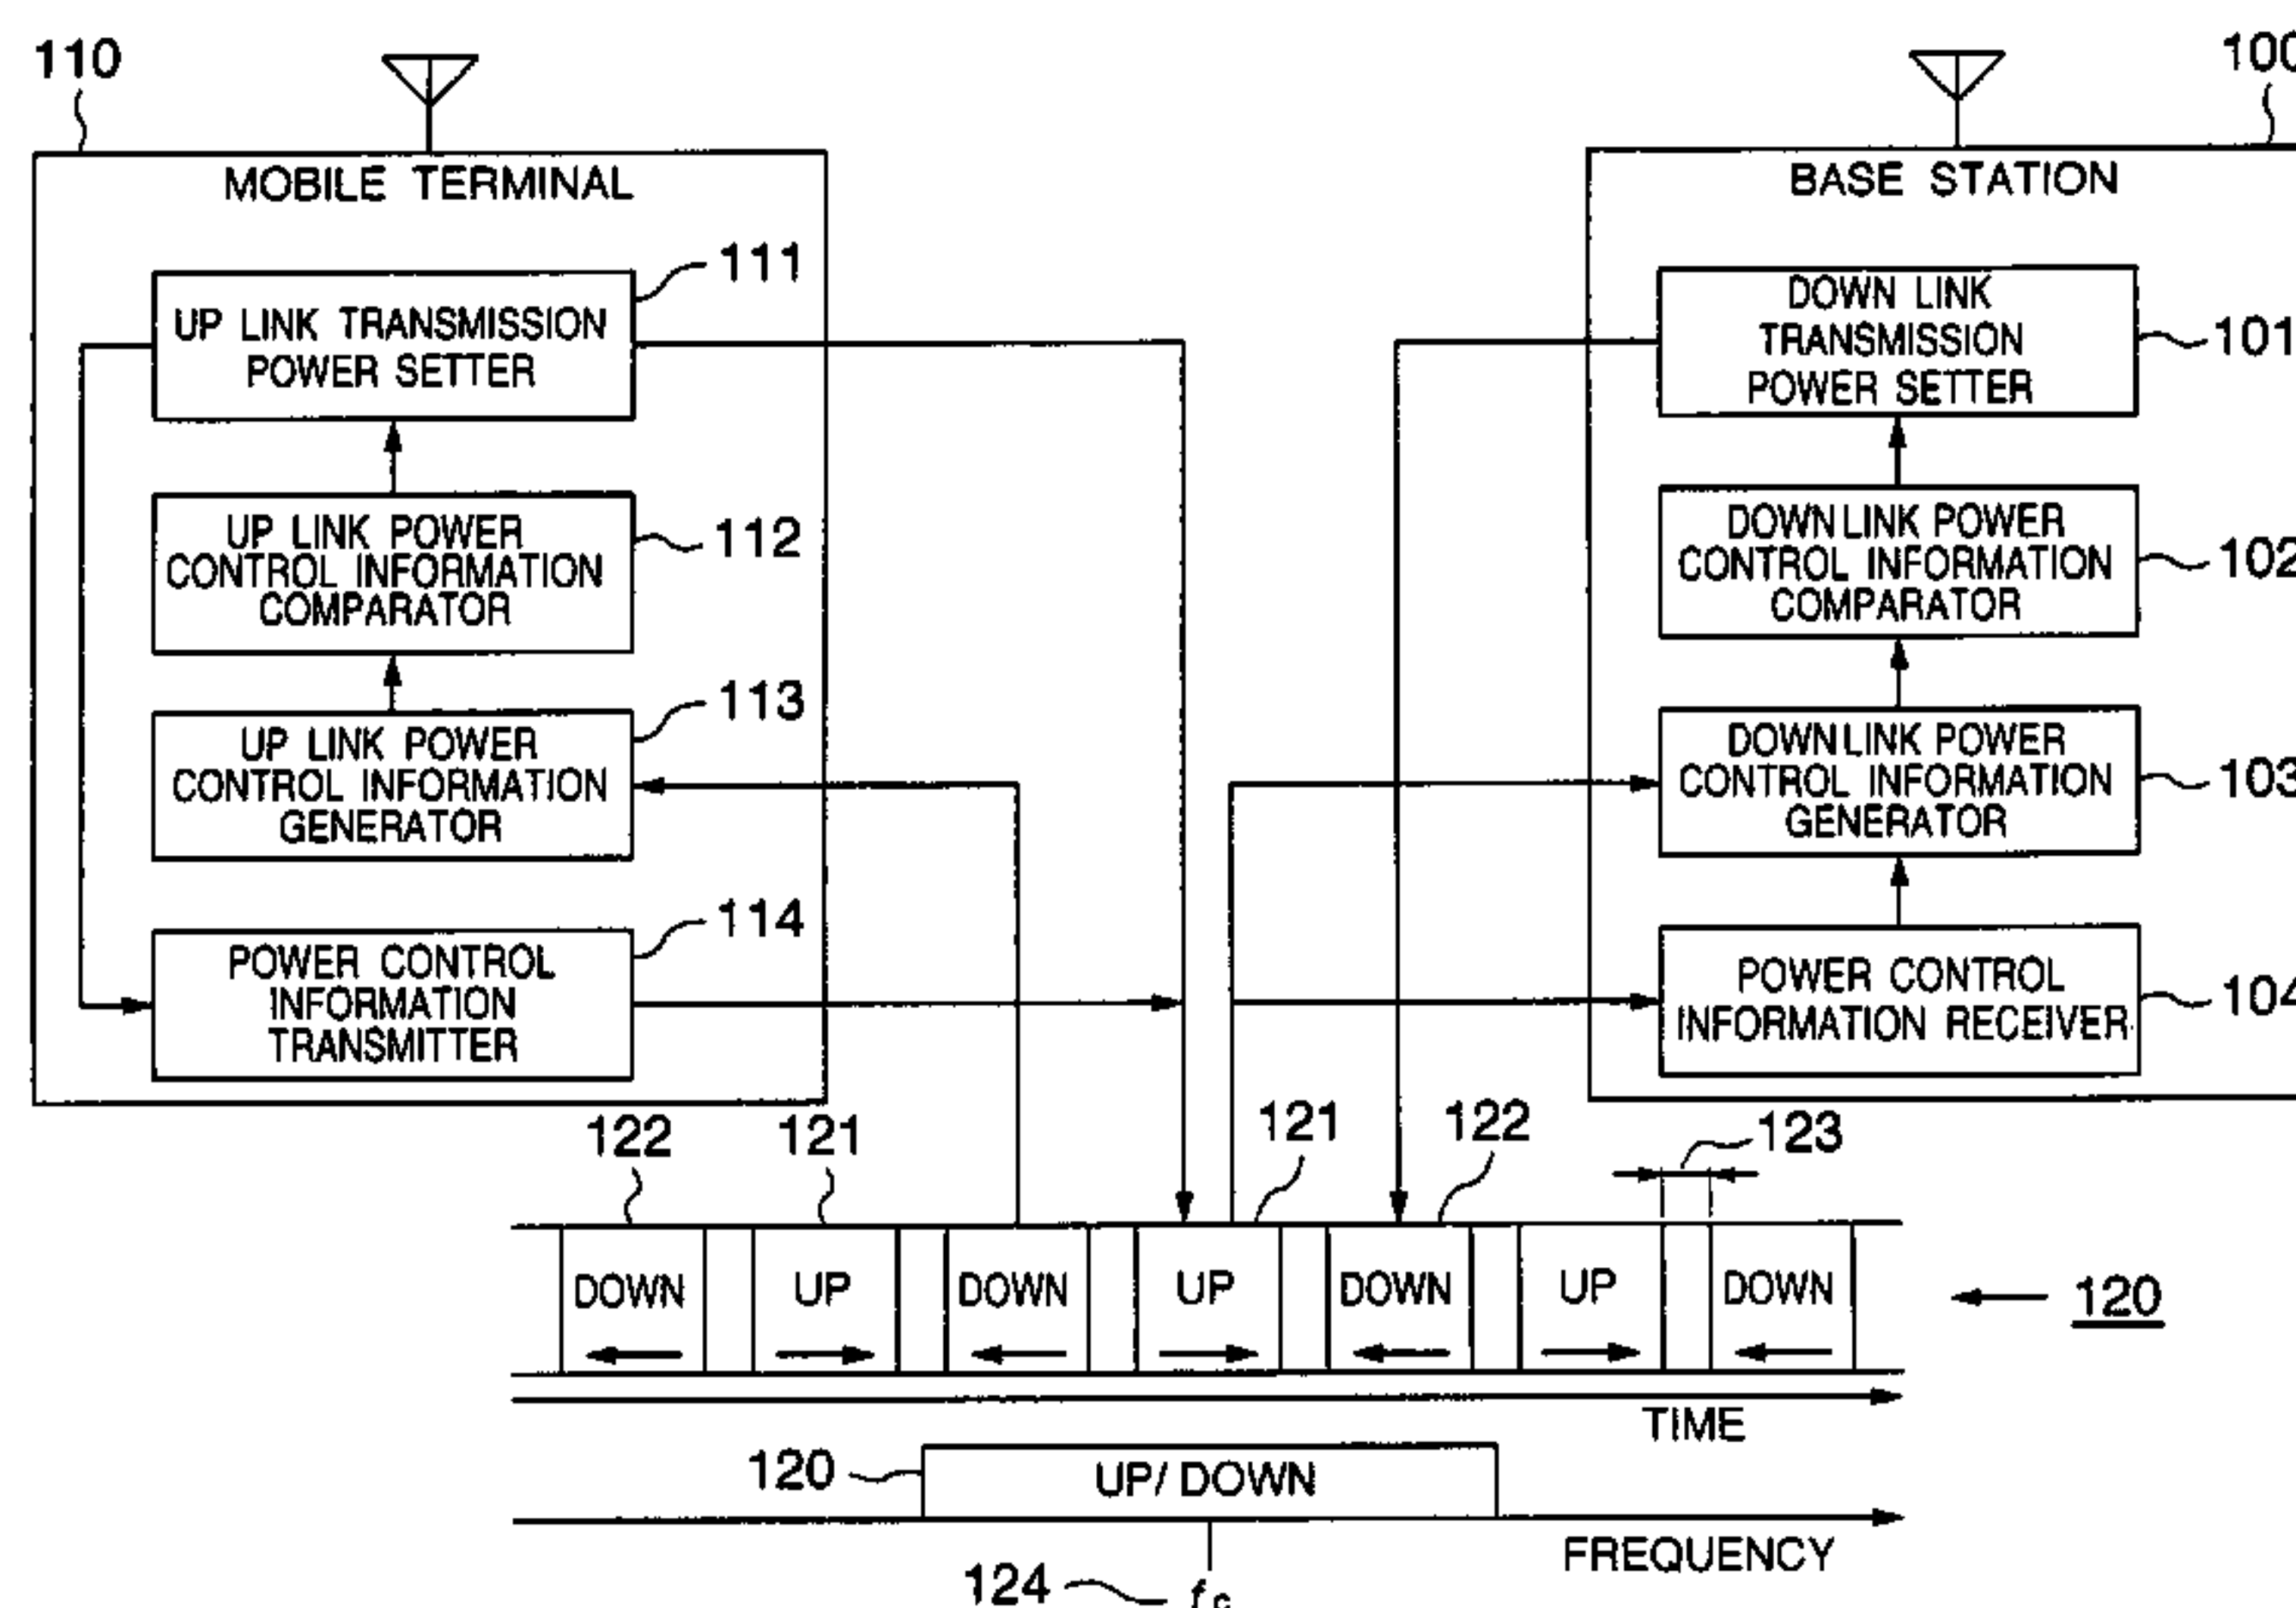 110
100
MOBILE TERMINAL
BASE STATION
111
UP LINK TRANSMISSION
POWER SETTER
DOWN LINK
TRANSMISSION
POWER SETTER
101
UP LINK POWER
CONTROL INFORMATION
COMPARATOR
112
DOWN LINK POWER
CONTROL INFORMATION
COMPARATOR
102
113
UP LINK POWER
CONTROL INFORMATION
GENERATOR
DOWN LINK POWER
CONTROL INFORMATION
GENERATOR
103
114
POWER CONTROL
INFORMATION
TRANSMITTER
POWER CONTROL
INFORMATION RECEIVER
104
122
121
121
122
123
DOWN
UP
DOWN
UP
DOWN
UP
DOWN
120
TIME
120
UP/DOWN
FREQUENCY
124
fc